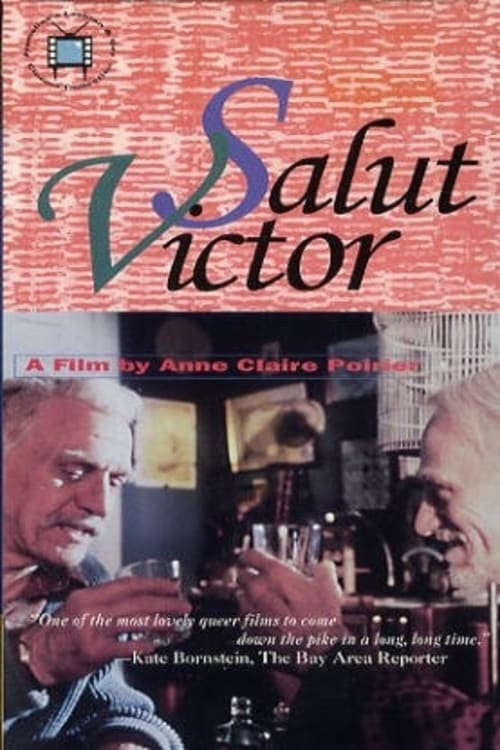 Salut
Victor
A Film by Anne Claire Poirier
"One of the most lovely queer films to come
down the pike in a long, long time."
—Kate Bornstein, The Bay Area Reporter